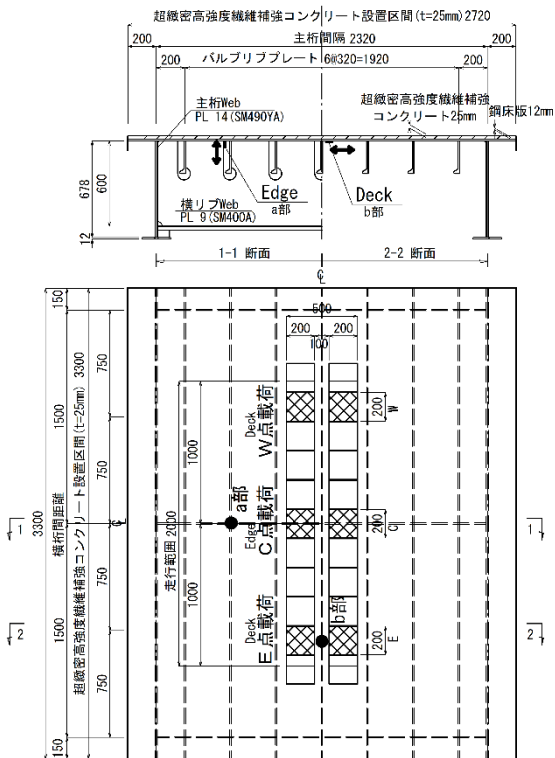 超緻密高強度繊維補強コンクリート設置区間(t=25mm)2720
200 主桁間隔 2320 200
200 バルブリブプレート 6@320=1920 200
主桁Web
PL 14(SM490YA)
超緻密高強度繊維補強
コンクリート25mm
鋼床版12mm
678
600
12
横リブWeb
PL 9(SM400A)
Edge
a部
Deck
b部
1-1 断面
2-2 断面
℄
150
1500
1500
150
3300
横桁間距離
超緻密高強度繊維補強コンクリート設置区間(t=25mm) 3300
750
750
750
750
℄
走行範囲 2000
1000
1000
500
200 200
100
Deck
W点載荷
200
W
a部
Edge
C点載荷
200
C
b部
Deck
E点載荷
200
E
1
1
2
2